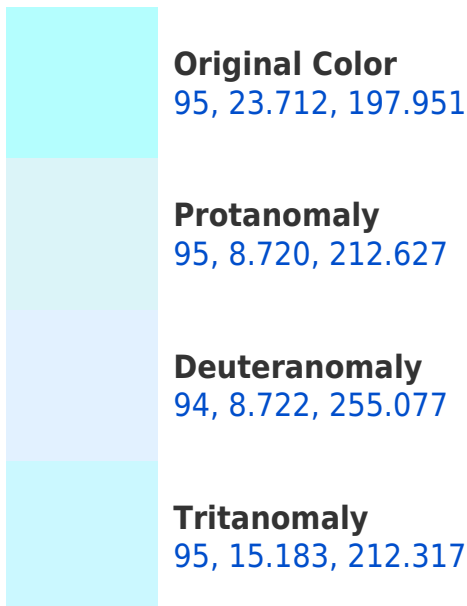 Original Color
95, 23.712, 197.951
Protanomaly
95, 8.720, 212.627
Deuteranomaly
94, 8.722, 255.077
Tritanomaly
95, 15.183, 212.317